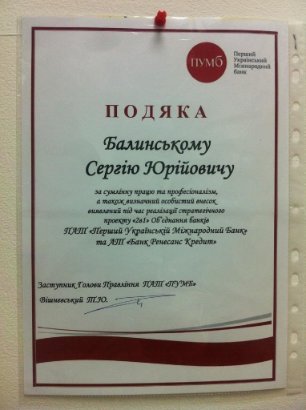 ПУМБ
Перший
Український
Міжнародний
банк
ПОДЯКА
Балинському
Сергію Юрійовичу
за сумлінну працю та професіоналізм,
а також визначний особистий внесок
виявлений під час реалізації стратегічного
проекту «2в1» Об'єднання банків
ПАТ «Перший Український Міжнародний Банк»
та АТ «Банк Ренесанс Кредит»
Заступник Голови Правління ПАТ «ПУМБ»
Вішневський Т.Ю.